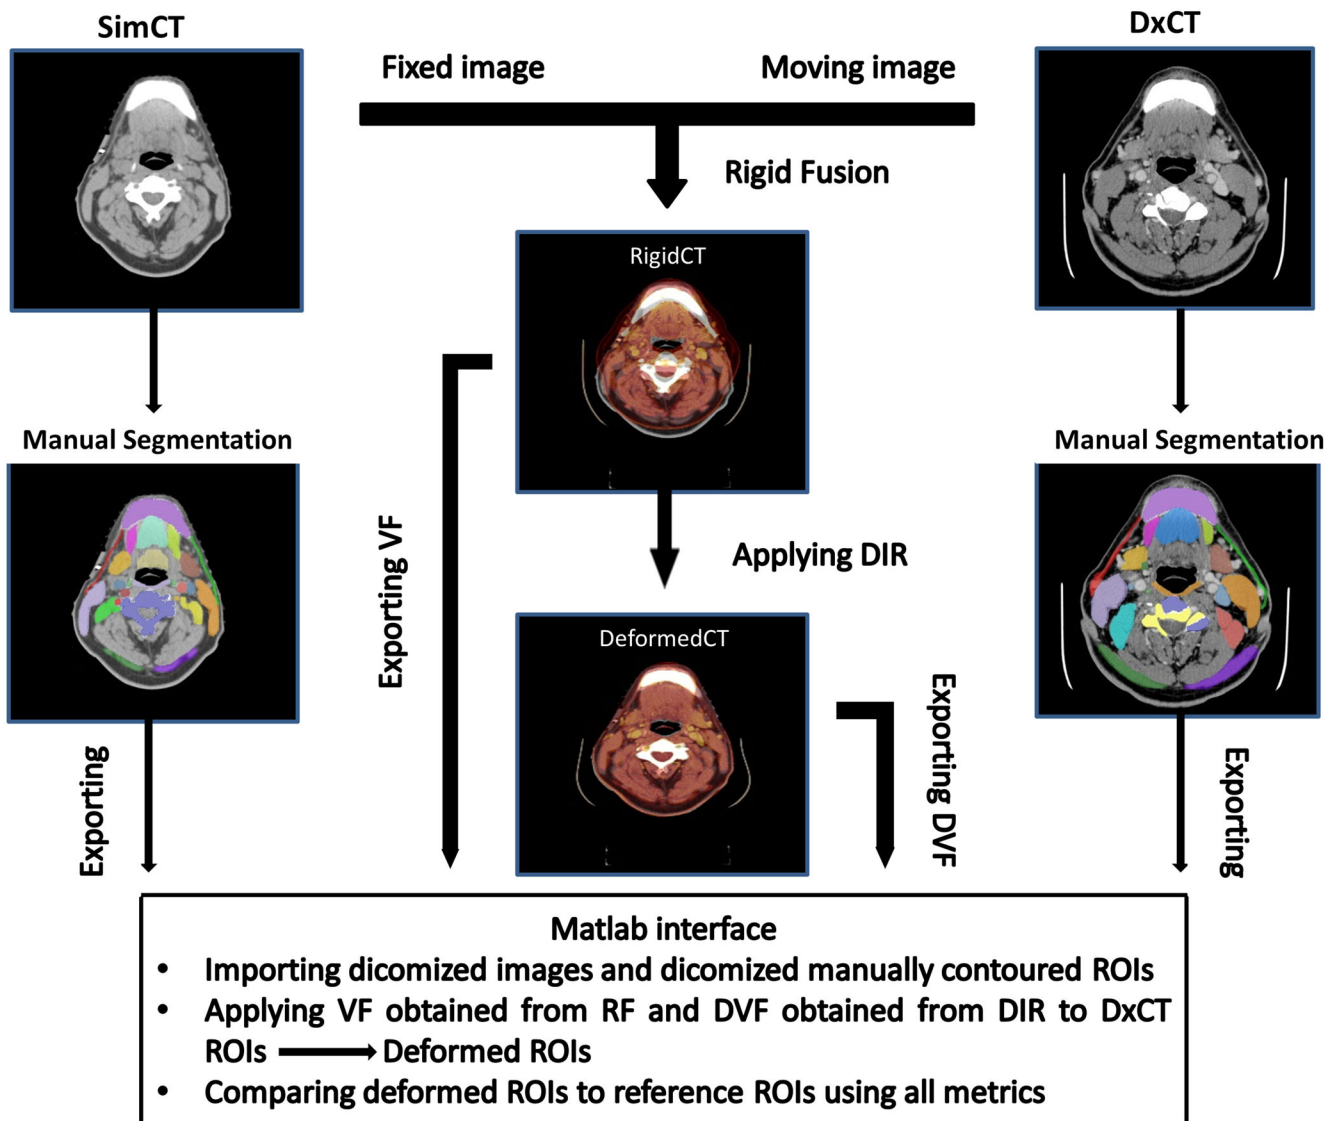 SimCT
DxCT
Fixed image
Moving image
Rigid Fusion
RigidCT
Manual Segmentation
Manual Segmentation
Exporting VF
Applying DIR
DeformedCT
Exporting
Exporting DVF
Exporting
Matlab interface
• Importing dicomized images and dicomized manually contoured ROIs
• Applying VF obtained from RF and DVF obtained from DIR to DxCT
ROIs ⟶ Deformed ROIs
• Comparing deformed ROIs to reference ROIs using all metrics